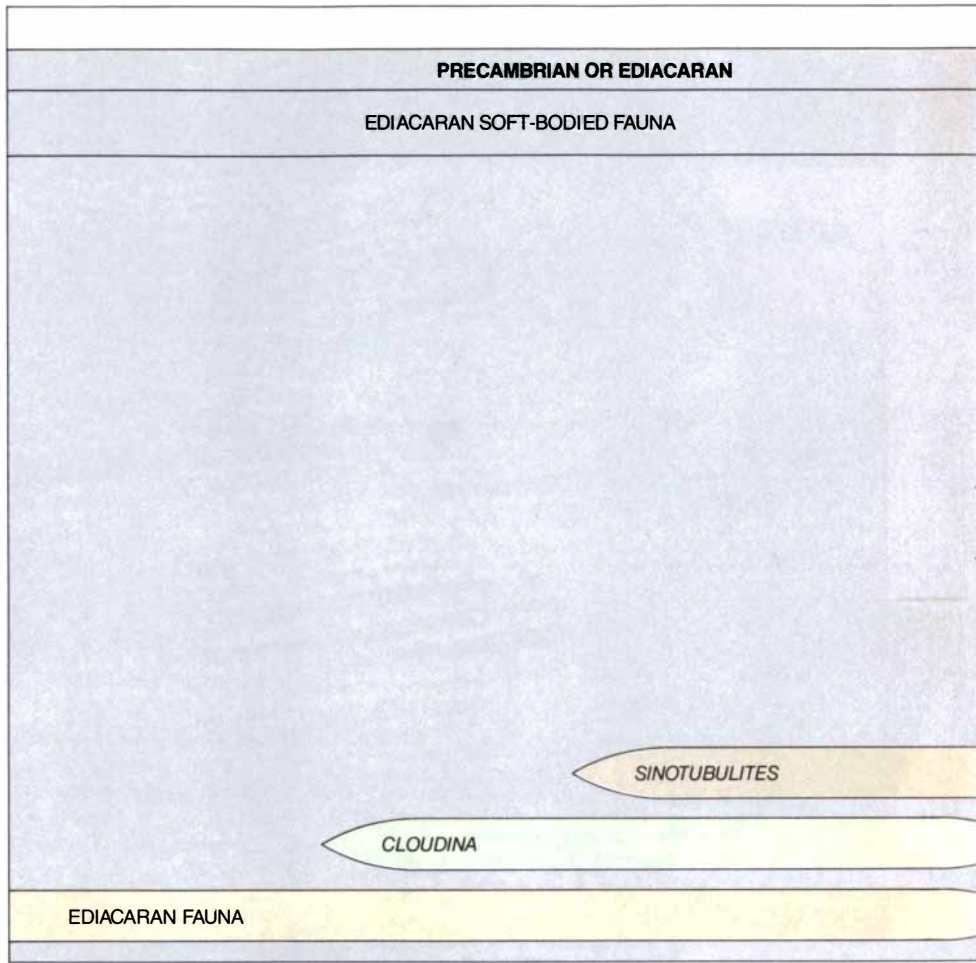 PRECAMBRIAN OR EDIACARAN
EDIACARAN SOFT-BODIED FAUNA
SINOTUBULITES
CLOUDINA
EDIACARAN FAUNA